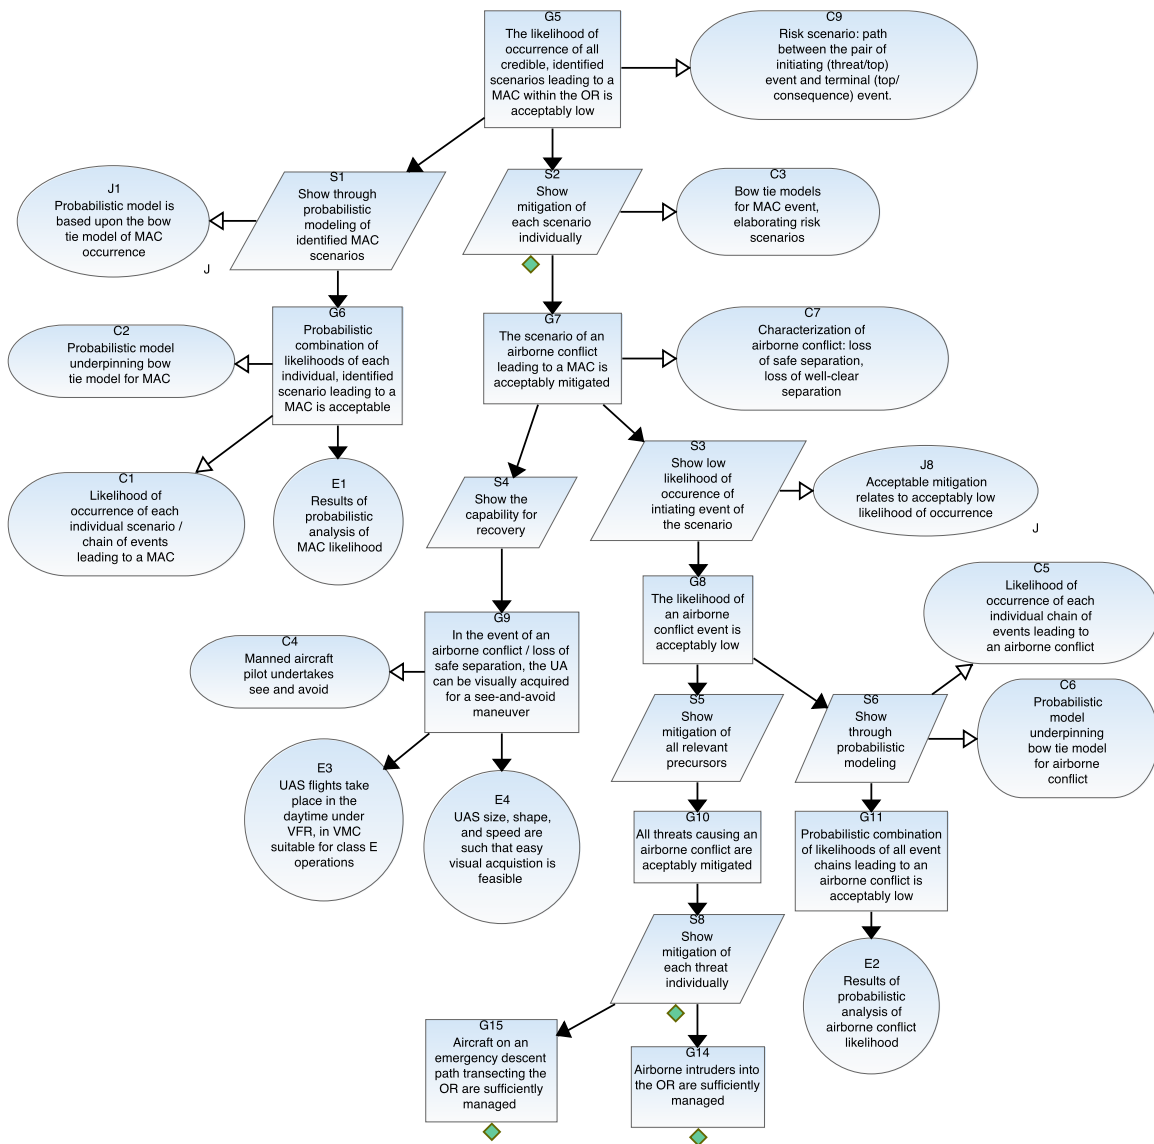 G5
The likelihood of
occurrence of all
credible, identified
scenarios leading to a
MAC within the OR is
acceptably low
C9
Risk scenario: path
between the pair of
initiating (threat/top)
event and terminal (top/
consequence) event.
J1
Probabilistic model is
based upon the bow
tie model of MAC
occurrence
J
S1
Show through
probabilistic
modeling of
identified MAC
scenarios
S2
Show
mitigation of
each scenario
individually
C3
Bow tie models
for MAC event,
elaborating risk
scenarios
C2
Probabilistic model
underpinning bow
tie model for MAC
G6
Probabilistic
combination of
likelihoods of each
individual, identified
scenario leading to a
MAC is acceptable
G7
The scenario of an
airborne conflict
leading to a MAC is
acceptably mitigated
C7
Characterization of
airborne conflict: loss
of safe separation,
loss of well-clear
separation
C1
Likelihood of
occurrence of each
individual scenario /
chain of events
leading to a MAC
E1
Results of
probabilistic
analysis of
MAC likelihood
S4
Show the
capability for
recovery
S3
Show low
likelihood of
occurence of
intiating event of
the scenario
J8
Acceptable mitigation
relates to acceptably low
likelihood of occurrence
J
G8
The likelihood of
an airborne
conflict event is
acceptably low
C5
Likelihood of
occurrence of each
individual chain of
events leading to
an airborne conflict
C4
Manned aircraft
pilot undertakes
see and avoid
G9
In the event of an
airborne conflict / loss of
safe separation, the UA
can be visually acquired
for a see-and-avoid
maneuver
S5
Show
mitigation of
all relevant
precursors
S6
Show
through
probabilistic
modeling
C6
Probabilistic
model
underpinning
bow tie model
for airborne
conflict
E3
UAS flights take
place in the
daytime under
VFR, in VMC
suitable for class E
operations
E4
UAS size, shape,
and speed are
such that easy
visual acquistion is
feasible
G10
All threats causing an
airborne conflict are
aceptably mitigated
G11
Probabilistic combination
of likelihoods of all event
chains leading to an
airborne conflict is
acceptably low
S8
Show
mitigation of
each threat
individually
E2
Results of
probabilistic
analysis of
airborne conflict
likelihood
G15
Aircraft on an
emergency descent
path transecting the
OR are sufficiently
managed
G14
Airborne intruders into
the OR are sufficiently
managed